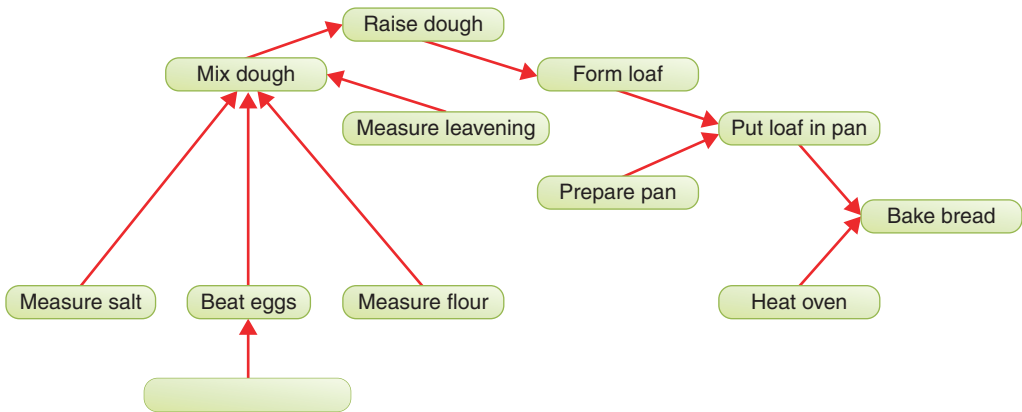 Raise dough
Mix dough
Form loaf
Measure leavening
Put loaf in pan
Prepare pan
Bake bread
Measure salt
Beat eggs
Measure flour
Heat oven